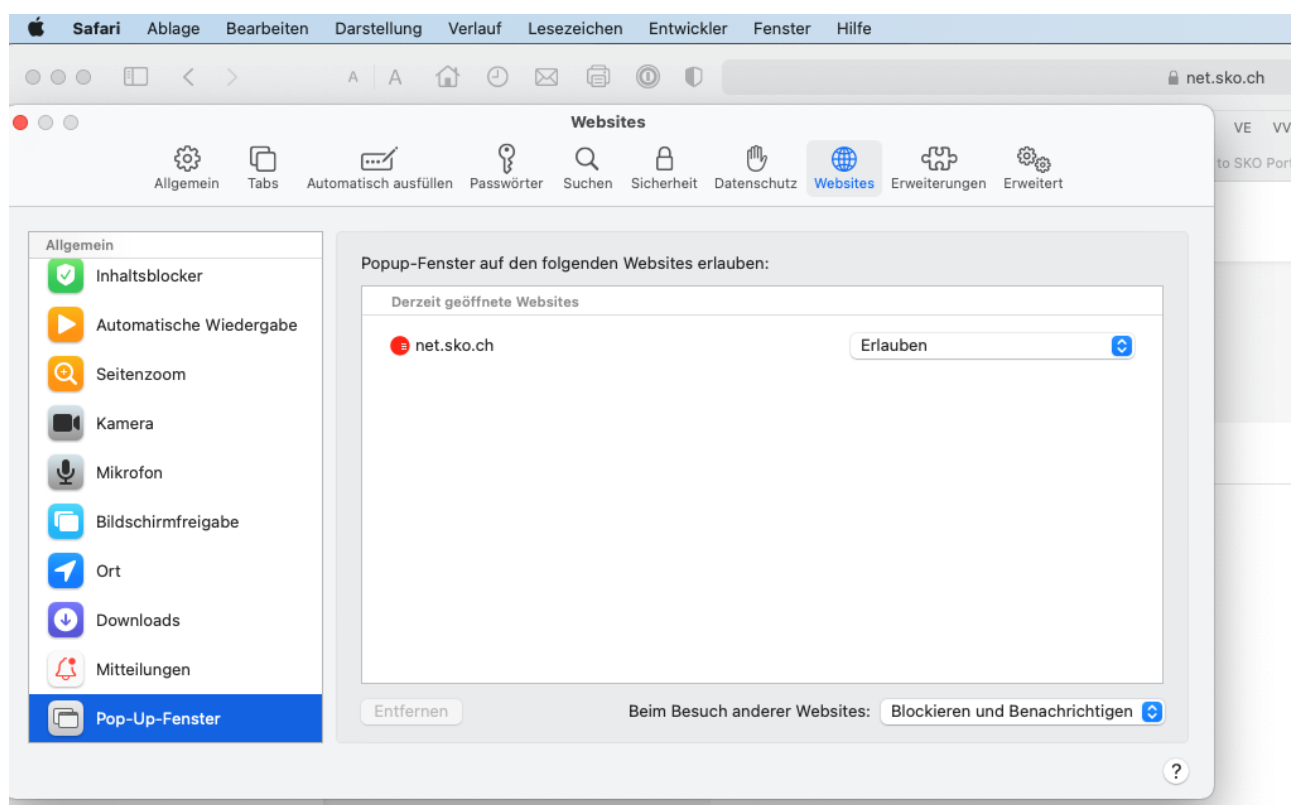 Safari Ablage Bearbeiten Darstellung Verlauf Lesezeichen Entwickler Fenster Hilfe
A A net.sko.ch
Websites
VE VV
Allgemein Tabs Automatisch ausfüllen Passwörter Suchen Sicherheit Datenschutz Websites Erweiterungen Erweitert
to SKO Port
Allgemein
Inhaltsblocker
Automatische Wiedergabe
Seitenzoom
Kamera
Mikrofon
Bildschirmfreigabe
Ort
Downloads
Mitteilungen
Pop-Up-Fenster
Popup-Fenster auf den folgenden Websites erlauben:
Derzeit geöffnete Websites
net.sko.ch Erlauben
Entfernen Beim Besuch anderer Websites: Blockieren und Benachrichtigen
?